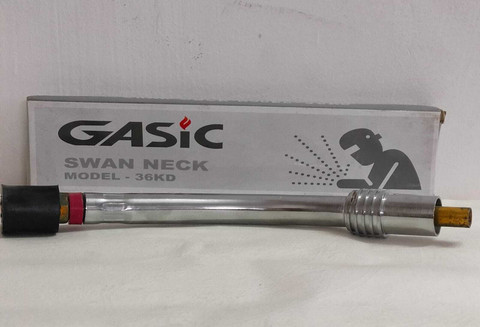 GASiC
SWAN NECK
MODEL - 36KD